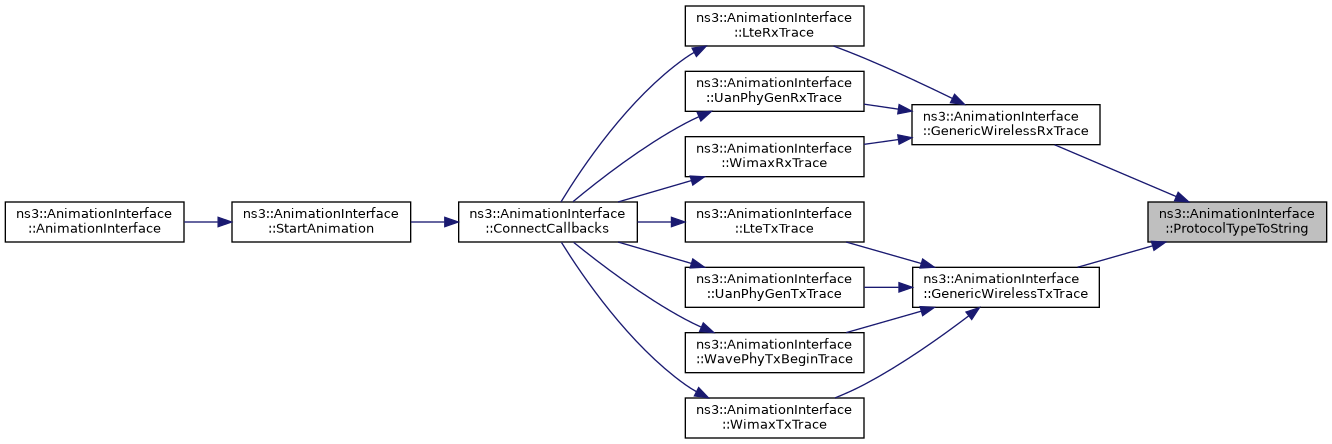 ns3::AnimationInterface
::LteRxTrace
ns3::AnimationInterface
::UanPhyGenRxTrace
ns3::AnimationInterface
::GenericWirelessRxTrace
ns3::AnimationInterface
::WimaxRxTrace
ns3::AnimationInterface
::AnimationInterface
ns3::AnimationInterface
::StartAnimation
ns3::AnimationInterface
::ConnectCallbacks
ns3::AnimationInterface
::LteTxTrace
ns3::AnimationInterface
::ProtocolTypeToString
ns3::AnimationInterface
::UanPhyGenTxTrace
ns3::AnimationInterface
::GenericWirelessTxTrace
ns3::AnimationInterface
::WavePhyTxBeginTrace
ns3::AnimationInterface
::WimaxTxTrace